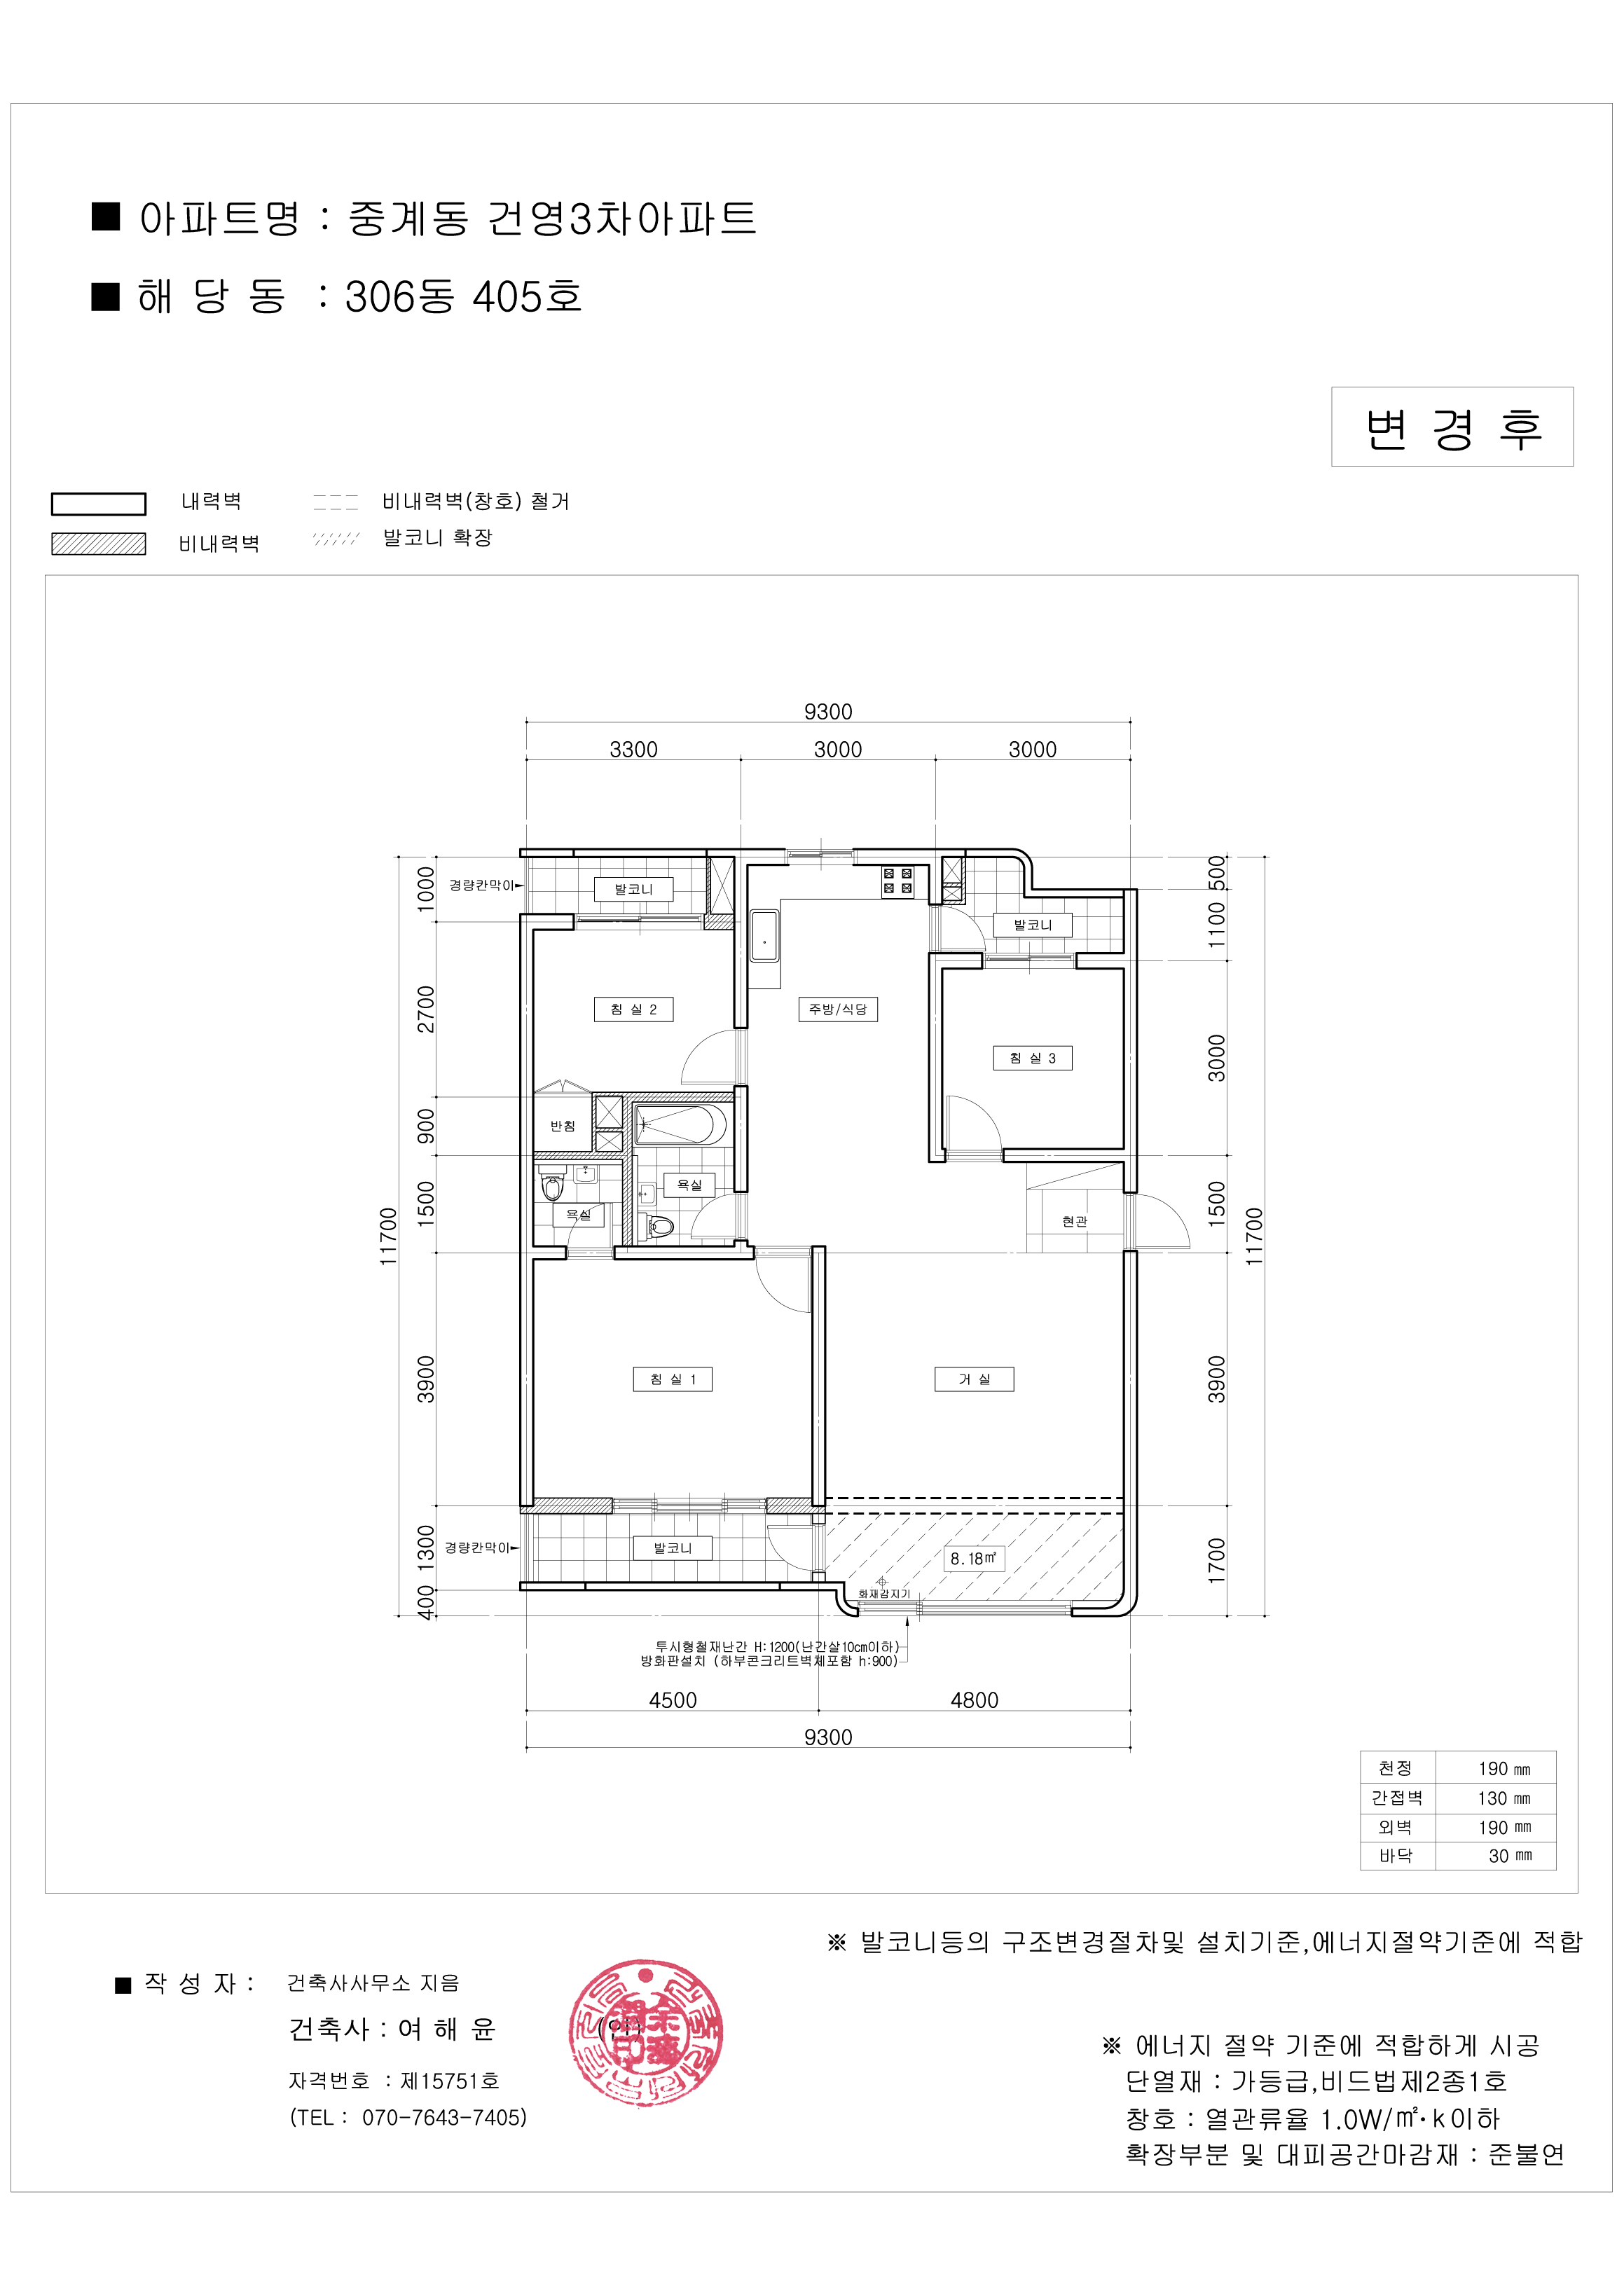 ■ 아파트명 : 중계동 건영3차아파트
■ 해 당 동 : 306동 405호
변 경 후
내력벽
비내력벽(창호) 철거
비내력벽
발코니 확장
9300
3300 3000 3000
1000
2700
900
1500
3900
1300
400
11700
500
1100
3000
1500
3900
1700
11700
경량칸막이
발코니
발코니
침 실 2
주방/식당
침 실 3
반침
욕실
욕실
현관
침 실 1
거 실
경량칸막이
발코니
8.18㎡
화재감지기
투시형철재난간 H:1200(난간살10cm이하)
방화판설치 (하부콘크리트벽체포함 h:900)
4500 4800
9300
천정 190 ㎜
간접벽 130 ㎜
외벽 190 ㎜
바닥 30 ㎜
※ 발코니등의 구조변경절차및 설치기준,에너지절약기준에 적합
■ 작 성 자 : 건축사사무소 지음
건축사 : 여 해 윤 (인)
자격번호 : 제15751호
(TEL : 070-7643-7405)
※ 에너지 절약 기준에 적합하게 시공
단열재 : 가등급,비드법제2종1호
창호 : 열관류율 1.0W/㎡·k이하
확장부분 및 대피공간마감재 : 준불연